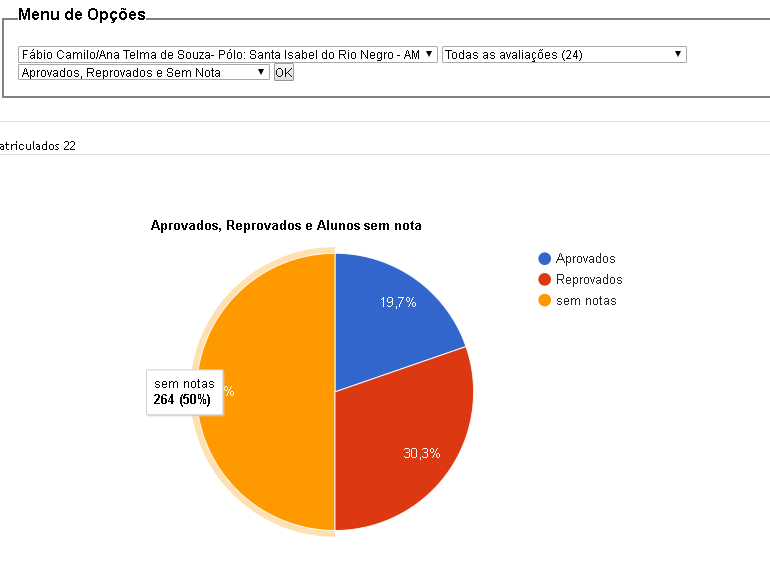 Menu de Opções
Fábio Camilo/Ana Telma de Souza- Pólo: Santa Isabel do Rio Negro - AM
Todas as avaliações (24)
Aprovados, Reprovados e Sem Nota
OK
atriculados 22
Aprovados, Reprovados e Alunos sem nota
Aprovados
Reprovados
sem notas
19,7%
sem notas
264 (50%)
%
30,3%